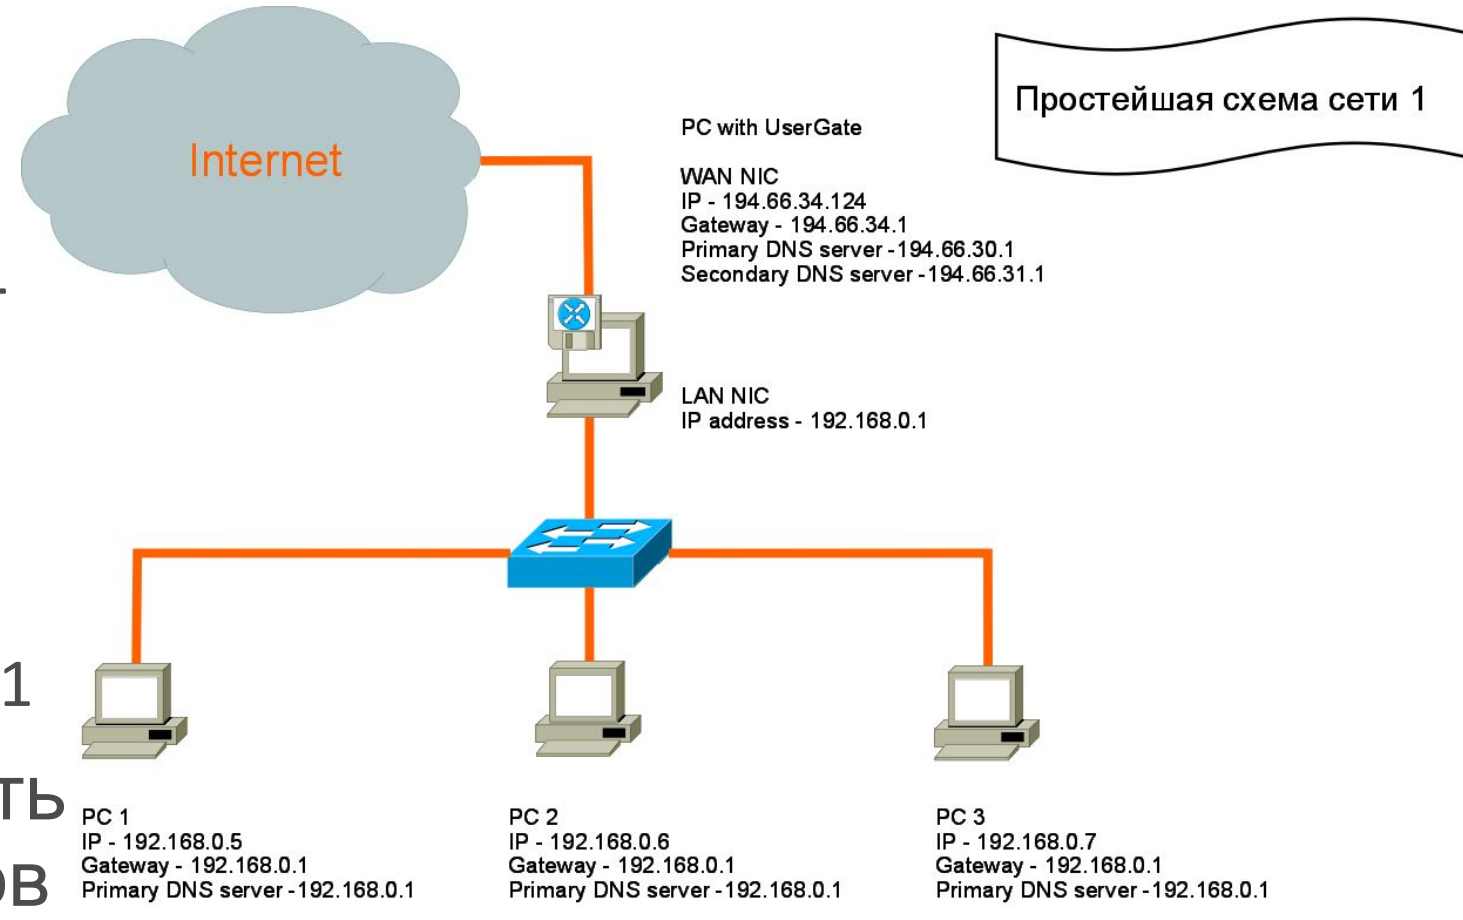 Простейшая схема сети 1
Internet
PC with UserGate
WAN NIC
IP - 194.66.34.124
Gateway - 194.66.34.1
Primary DNS server -194.66.30.1
Secondary DNS server -194.66.31.1
LAN NIC
IP address - 192.168.0.1
PC 1
IP - 192.168.0.5
Gateway - 192.168.0.1
Primary DNS server -192.168.0.1
PC 2
IP - 192.168.0.6
Gateway - 192.168.0.1
Primary DNS server -192.168.0.1
PC 3
IP - 192.168.0.7
Gateway - 192.168.0.1
Primary DNS server -192.168.0.1
1
ть
ов